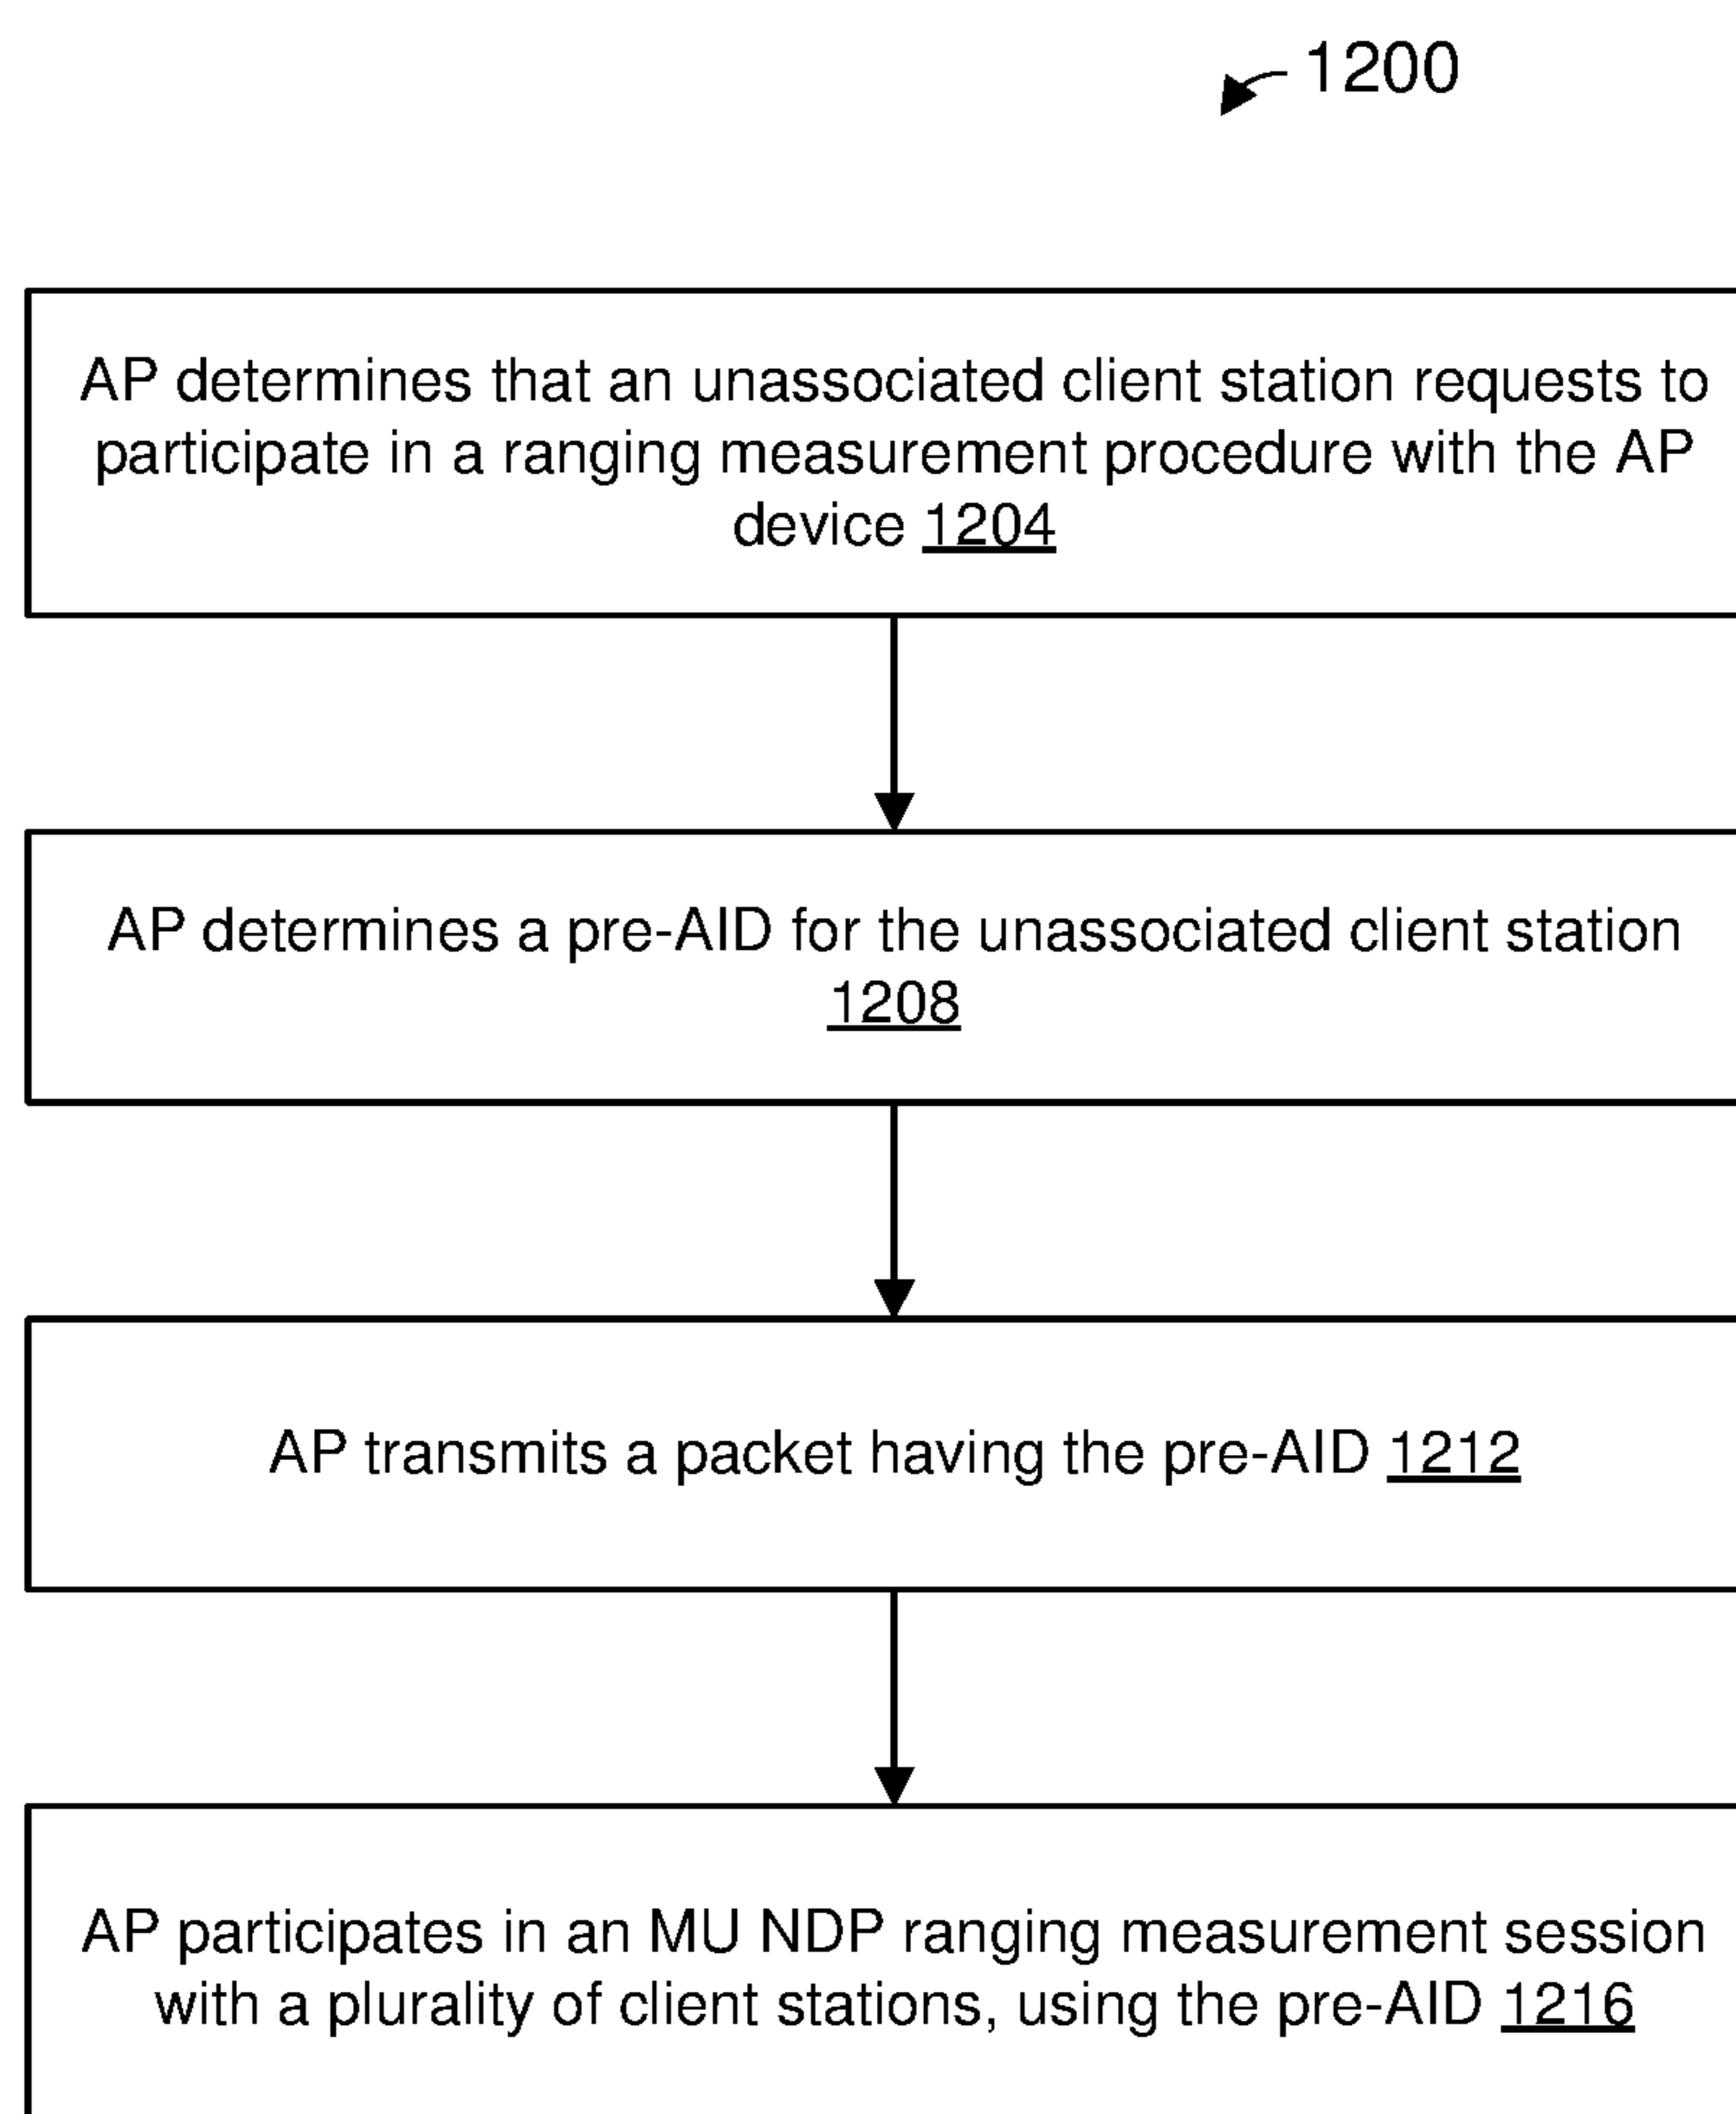 1200
AP determines that an unassociated client station requests to
participate in a ranging measurement procedure with the AP
device 1204
AP determines a pre-AID for the unassociated client station
1208
AP transmits a packet having the pre-AID 1212
AP participates in an MU NDP ranging measurement session
with a plurality of client stations, using the pre-AID 1216